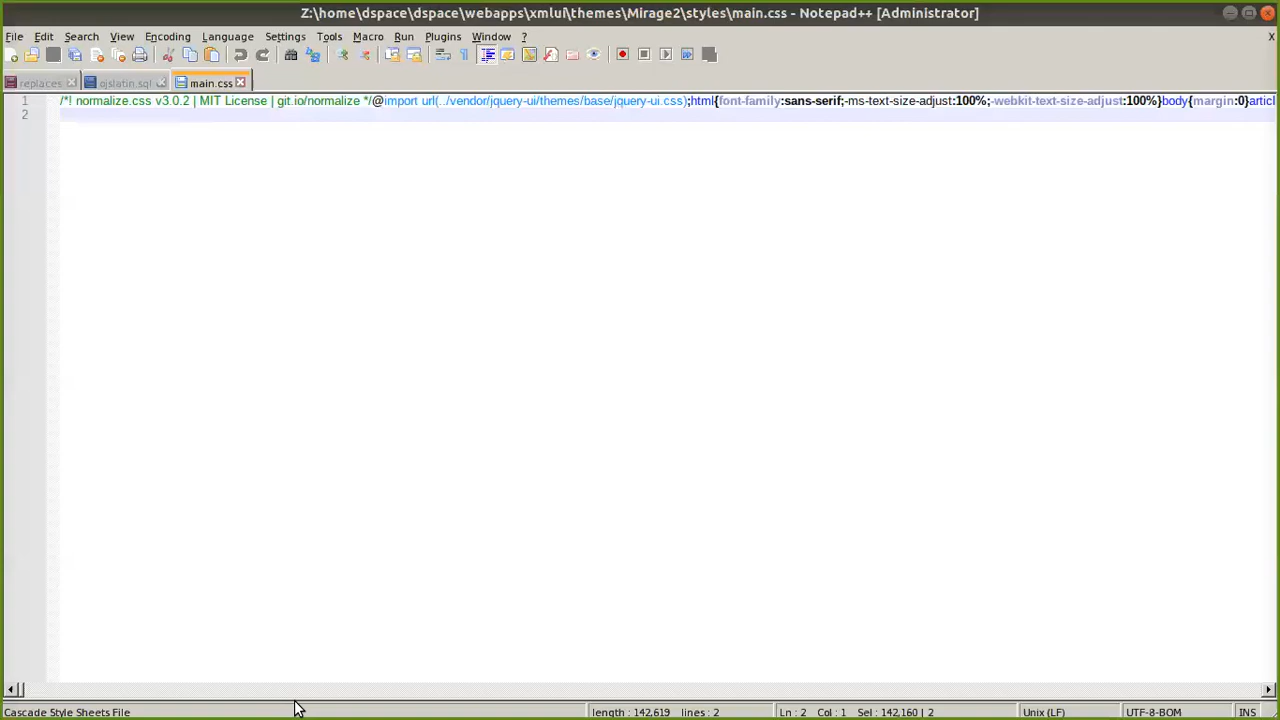 Z:\home\dspace\dspace\webapps\xmlui\themes\Mirage2\styles\main.css - Notepad++ [Administrator]
File Edit Search View Encoding Language Settings Tools Macro Run Plugins Window ? X
replaces ojslatin.sql main.css
1 /*! normalize.css v3.0.2 | MIT License | git.io/normalize */@import url(../vendor/jquery-ui/themes/base/jquery-ui.css);html{font-family:sans-serif;-ms-text-size-adjust:100%;-webkit-text-size-adjust:100%}body{margin:0}articl
2
Cascade Style Sheets File length : 142,619 lines : 2 Ln : 2 Col : 1 Sel : 142,160 | 2 Unix (LF) UTF-8-BOM INS